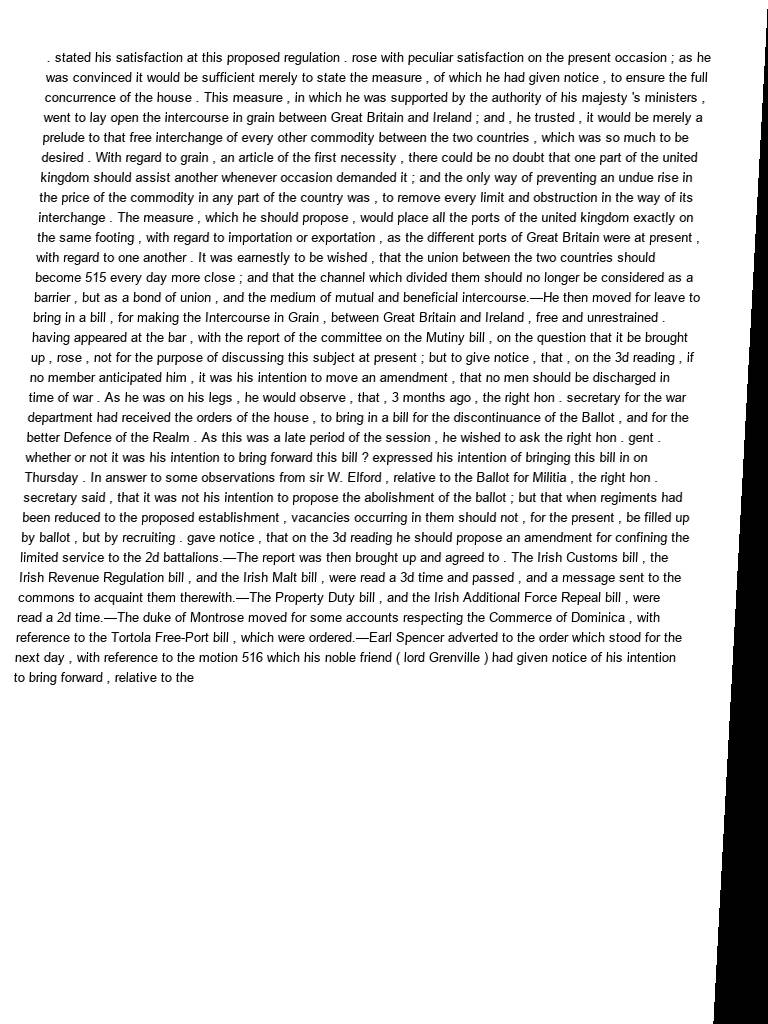 . stated his satisfaction at this proposed regulation . rose with peculiar satisfaction on the present occasion ; as he
was convinced it would be sufficient merely to state the measure , of which he had given notice , to ensure the full
concurrence of the house . This measure , in which he was supported by the authority of his majesty 's ministers ,
went to lay open the intercourse in grain between Great Britain and Ireland ; and , he trusted , it would be merely a
prelude to that free interchange of every other commodity between the two countries , which was so much to be
desired . With regard to grain , an article of the first necessity , there could be no doubt that one part of the united
kingdom should assist another whenever occasion demanded it ; and the only way of preventing an undue rise in
the price of the commodity in any part of the country was , to remove every limit and obstruction in the way of its
interchange . The measure , which he should propose , would place all the ports of the united kingdom exactly on
the same footing , with regard to importation or exportation , as the different ports of Great Britain were at present ,
with regard to one another . It was earnestly to be wished , that the union between the two countries should
become 515 every day more close ; and that the channel which divided them should no longer be considered as a
barrier , but as a bond of union , and the medium of mutual and beneficial intercourse.—He then moved for leave to
bring in a bill , for making the Intercourse in Grain , between Great Britain and Ireland , free and unrestrained .
having appeared at the bar , with the report of the committee on the Mutiny bill , on the question that it be brought
up , rose , not for the purpose of discussing this subject at present ; but to give notice , that , on the 3d reading , if
no member anticipated him , it was his intention to move an amendment , that no men should be discharged in
time of war . As he was on his legs , he would observe , that , 3 months ago , the right hon . secretary for the war
department had received the orders of the house , to bring in a bill for the discontinuance of the Ballot , and for the
better Defence of the Realm . As this was a late period of the session , he wished to ask the right hon . gent .
whether or not it was his intention to bring forward this bill ? expressed his intention of bringing this bill in on
Thursday . In answer to some observations from sir W. Elford , relative to the Ballot for Militia , the right hon .
secretary said , that it was not his intention to propose the abolishment of the ballot ; but that when regiments had
been reduced to the proposed establishment , vacancies occurring in them should not , for the present , be filled up
by ballot , but by recruiting . gave notice , that on the 3d reading he should propose an amendment for confining the
limited service to the 2d battalions.—The report was then brought up and agreed to . The Irish Customs bill , the
Irish Revenue Regulation bill , and the Irish Malt bill , were read a 3d time and passed , and a message sent to the
commons to acquaint them therewith.—The Property Duty bill , and the Irish Additional Force Repeal bill , were
read a 2d time.—The duke of Montrose moved for some accounts respecting the Commerce of Dominica , with
reference to the Tortola Free-Port bill , which were ordered.—Earl Spencer adverted to the order which stood for the
next day , with reference to the motion 516 which his noble friend ( lord Grenville ) had given notice of his intention
to bring forward , relative to the